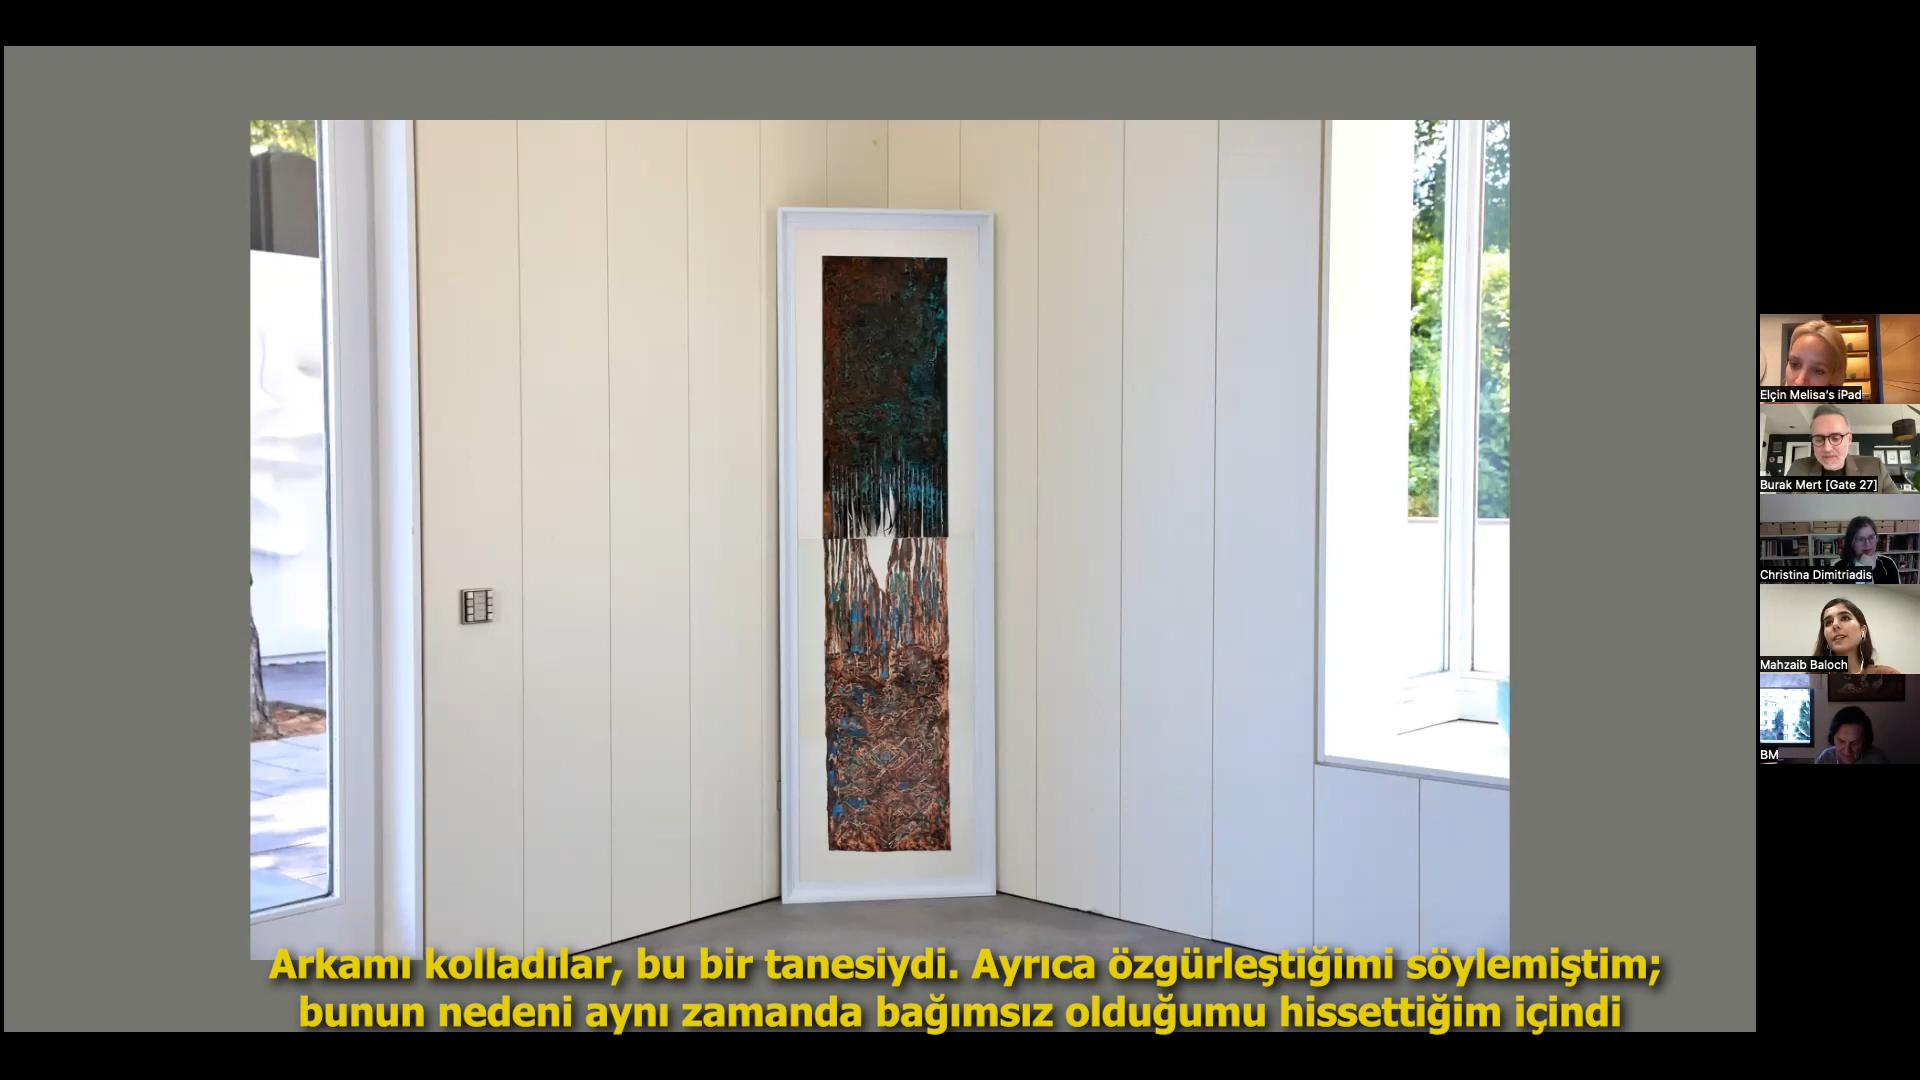 Elçin Melisa's iPad
Burak Mert [Gate 27]
Christina Dimitriadis
Mahzaib Baloch
BM
Arkamı kolladılar, bu bir tanesiydi. Ayrıca özgürleştiğimi söylemiştim;
bunun nedeni aynı zamanda bağımsız olduğumu hissettiğim içindi